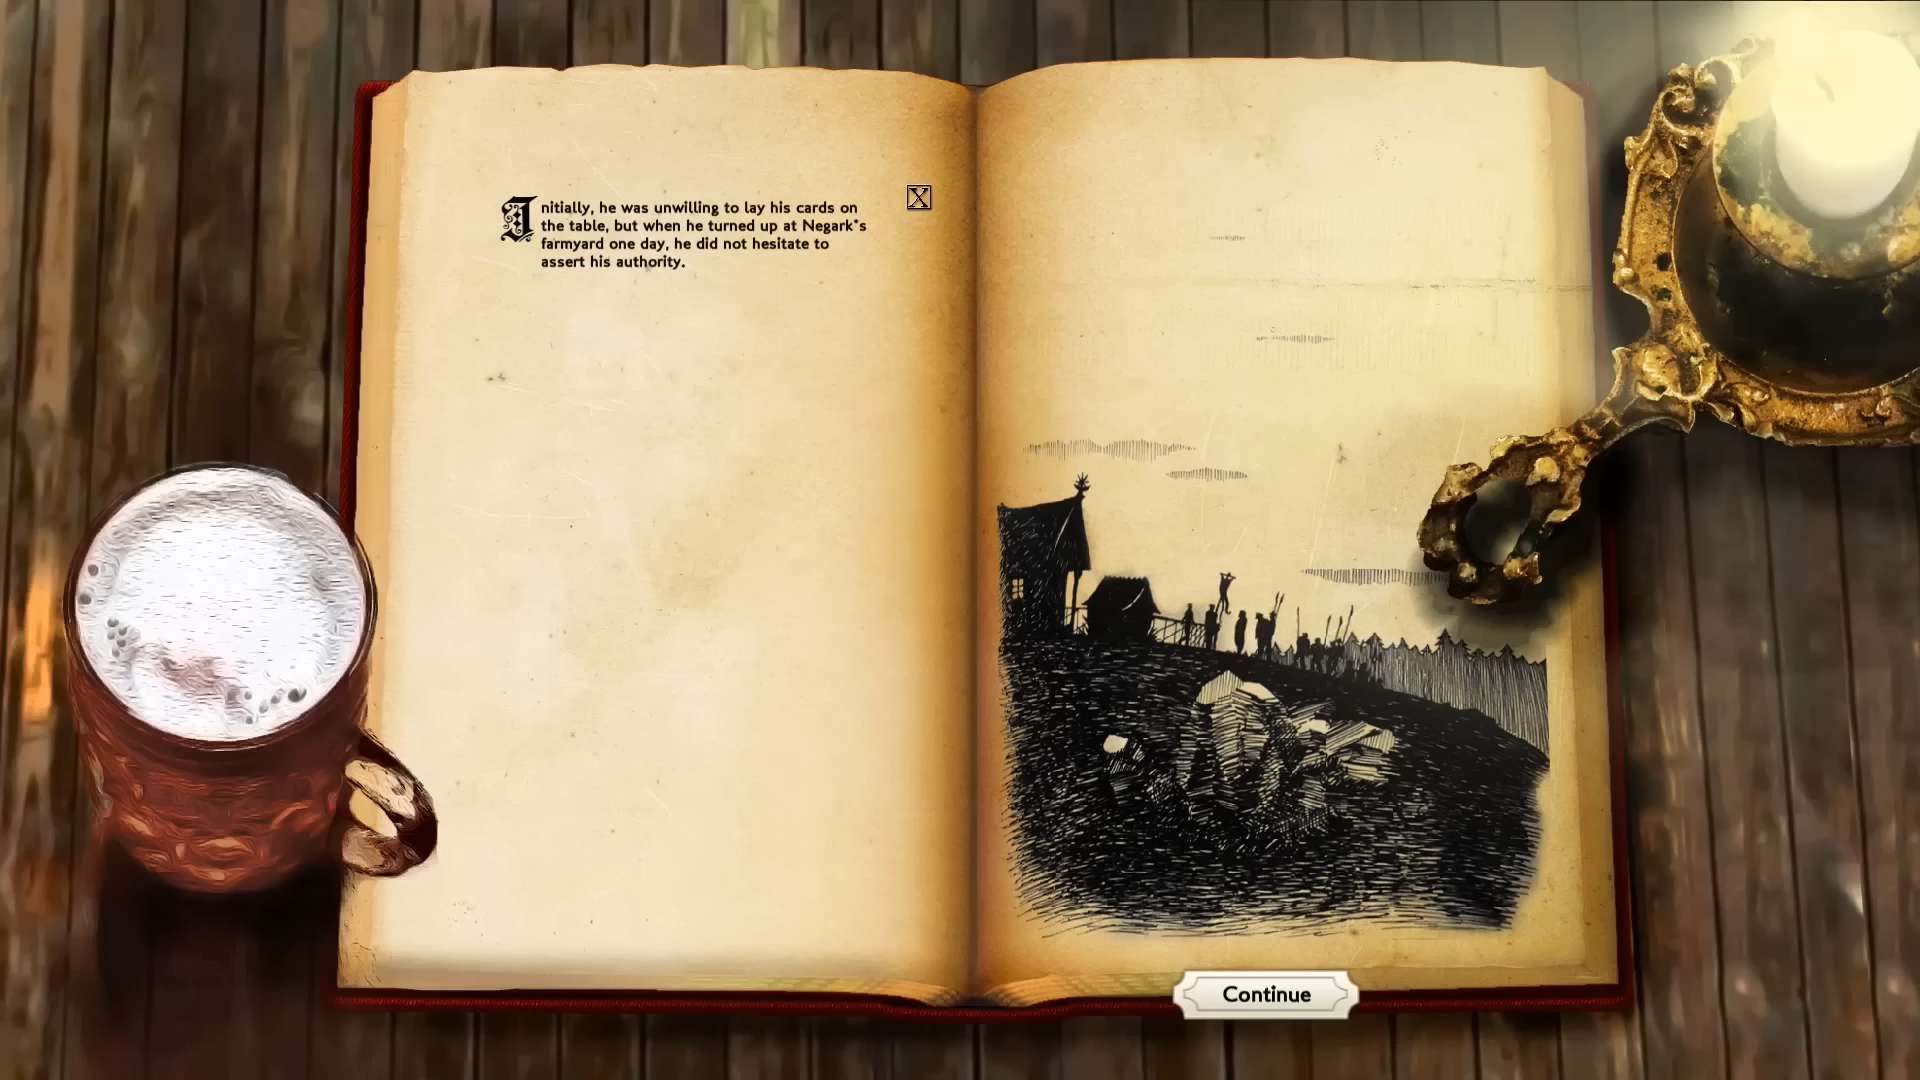 Initially, he was unwilling to lay his cards on
the table, but when he turned up at Negark's
farmyard one day, he did not hesitate to
assert his authority.
X
Continue